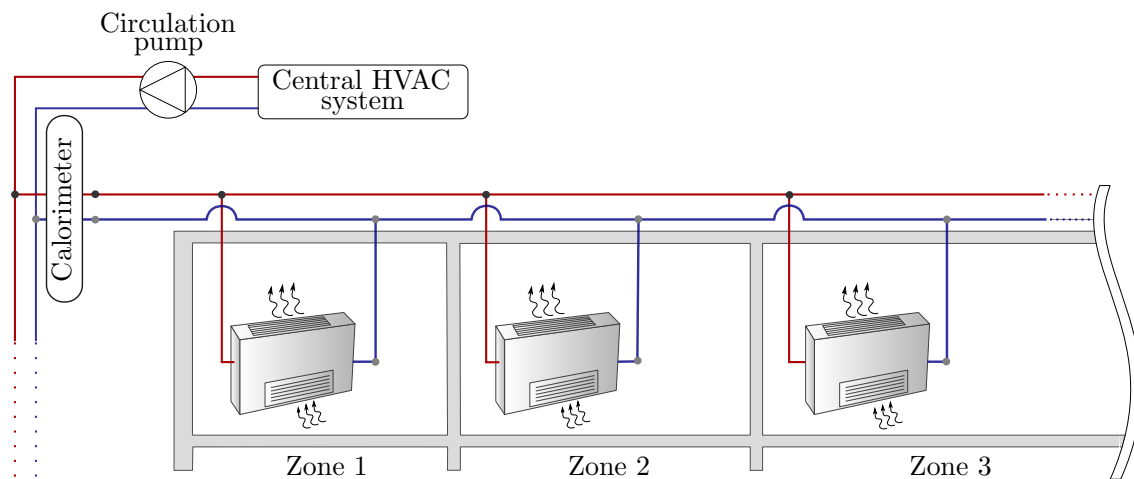 Circulation
pump
Central HVAC
system
Calorimeter
Zone 1
Zone 2
Zone 3